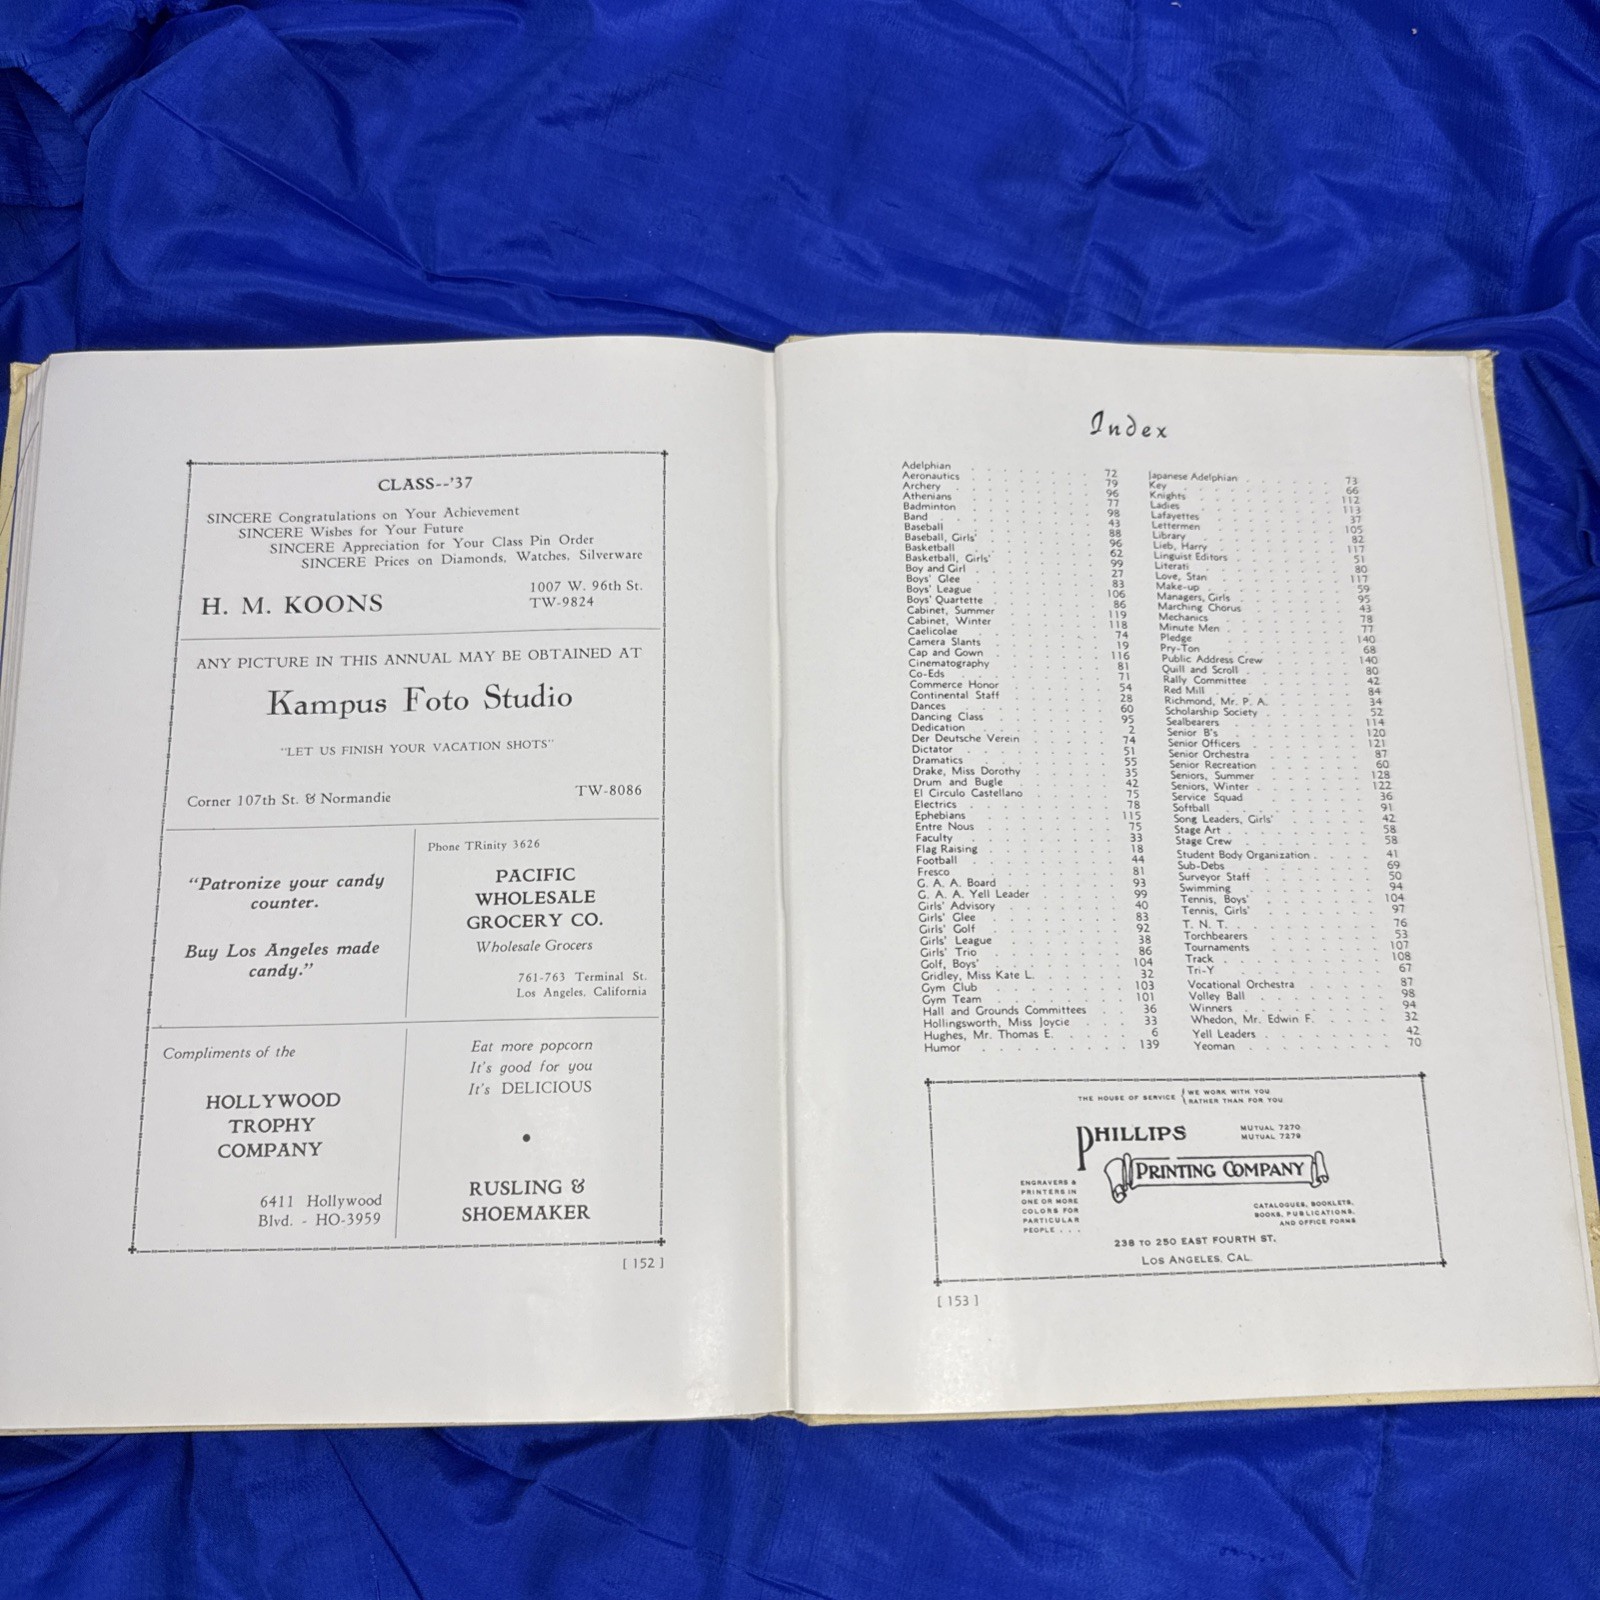 CLASS--'37
SINCERE Congratulations on Your Achievement
SINCERE Wishes for Your Future
SINCERE Appreciation for Your Class Pin Order
SINCERE Prices on Diamonds, Watches, Silverware
H. M. KOONS
1007 W. 96th St.
TW-9824
ANY PICTURE IN THIS ANNUAL MAY BE OBTAINED AT
Kampus Foto Studio
"LET US FINISH YOUR VACATION SHOTS"
Corner 107th St. & Normandie
TW-8086
"Patronize your candy
counter.
Buy Los Angeles made
candy."
Phone TRinity 3626
PACIFIC
WHOLESALE
GROCERY CO.
Wholesale Grocers
761-763 Terminal St.
Los Angeles, California
Compliments of the
HOLLYWOOD
TROPHY
COMPANY
6411 Hollywood
Blvd. - HO-3959
Eat more popcorn
It's good for you
It's DELICIOUS
•
RUSLING &
SHOEMAKER
[ 152 ]
Index
Adelphian 72
Aeronautics 79
Archery 96
Athenians 77
Badminton 98
Band 43
Baseball 88
Baseball, Girls' 96
Basketball 62
Basketball, Girls' 99
Boy and Girl 27
Boys' Glee 83
Boys' League 106
Boys' Quartette 86
Cabinet, Summer 119
Cabinet, Winter 118
Caelicolae 74
Camera Slants 19
Cap and Gown 116
Cinematography 81
Co-Eds 71
Commerce Honor 54
Continental Staff 28
Dances 60
Dancing Class 95
Dedication 2
Der Deutsche Verein 74
Dictator 51
Dramatics 55
Drake, Miss Dorothy 35
Drum and Bugle 42
El Circulo Castellano 75
Electrics 78
Ephebians 115
Entre Nous 75
Faculty 33
Flag Raising 18
Football 44
Fresco 81
G. A. A. Board 93
G. A. A. Yell Leader 99
Girls' Advisory 40
Girls' Glee 83
Girls' Golf 92
Girls' League 38
Girls' Trio 86
Golf, Boys' 104
Gridley, Miss Kate L. 32
Gym Club 103
Gym Team 101
Hall and Grounds Committees 36
Hollingsworth, Miss Joycie 33
Hughes, Mr. Thomas E. 6
Humor 139
Japanese Adelphian 73
Key 66
Knights 112
Ladies 113
Lafayettes 37
Lettermen 105
Library 82
Lieb, Harry 117
Linguist Editors 51
Literati 80
Love, Stan 117
Make-up 59
Managers, Girls 95
Marching Chorus 43
Mechanics 78
Minute Men 77
Pledge 140
Pry-Ton 68
Public Address Crew 140
Quill and Scroll 80
Rally Committee 42
Red Mill 84
Richmond, Mr. P. A. 34
Scholarship Society 52
Sealbearers 114
Senior B's 120
Senior Officers 121
Senior Orchestra 87
Senior Recreation 60
Seniors, Summer 128
Seniors, Winter 122
Service Squad 36
Softball 91
Song Leaders, Girls' 42
Stage Art 58
Stage Crew 58
Student Body Organization 41
Sub-Debs 69
Surveyor Staff 50
Swimming 94
Tennis, Boys' 104
Tennis, Girls' 97
T. N. T. 76
Torchbearers 53
Tournaments 107
Track 108
Tri-Y 67
Vocational Orchestra 87
Volley Ball 98
Winners 94
Whedon, Mr. Edwin F. 32
Yell Leaders 42
Yeoman 70
THE HOUSE OF SERVICE { WE WORK WITH YOU
RATHER THAN FOR YOU
PHILLIPS
MUTUAL 7270
MUTUAL 7279
PRINTING COMPANY
ENGRAVERS &
PRINTERS IN
ONE OR MORE
COLORS FOR
PARTICULAR
PEOPLE . . .
CATALOGUES, BOOKLETS,
BOOKS, PUBLICATIONS,
AND OFFICE FORMS
238 TO 250 EAST FOURTH ST.
LOS ANGELES, CAL.
[ 153 ]